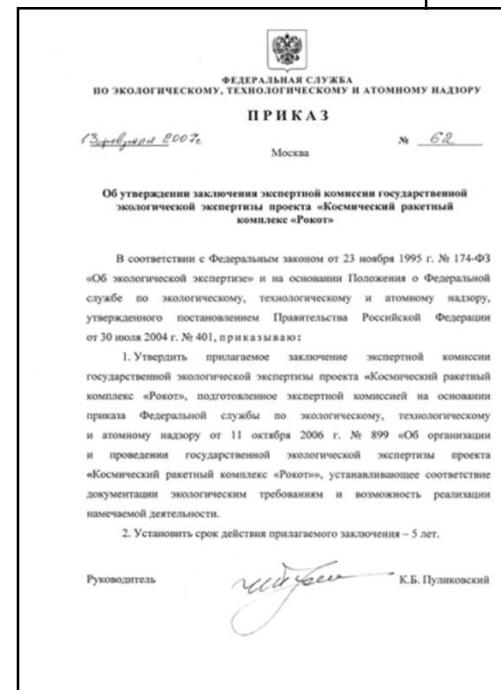 ФЕДЕРАЛЬНАЯ СЛУЖБА
ПО ЭКОЛОГИЧЕСКОМУ, ТЕХНОЛОГИЧЕСКОМУ И АТОМНОМУ НАДЗОРУ
ПРИКАЗ
13 февраля 2007г № 62
Москва
Об утверждении заключения экспертной комиссии государственной
экологической экспертизы проекта «Космический ракетный
комплекс «Рокот»
В соответствии с Федеральным законом от 23 ноября 1995 г. № 174-ФЗ
«Об экологической экспертизе» и на основании Положения о Федеральной
службе по экологическому, технологическому и атомному надзору,
утвержденного постановлением Правительства Российской Федерации
от 30 июля 2004 г. № 401, приказываю:
1. Утвердить прилагаемое заключение экспертной комиссии
государственной экологической экспертизы проекта «Космический ракетный
комплекс «Рокот», подготовленное экспертной комиссией на основании
приказа Федеральной службы по экологическому, технологическому
и атомному надзору от 11 октября 2006 г. № 899 «Об организации
и проведении государственной экологической экспертизы проекта
«Космический ракетный комплекс «Рокот»», устанавливающее соответствие
документации экологическим требованиям и возможность реализации
намечаемой деятельности.
2. Установить срок действия прилагаемого заключения – 5 лет.
Руководитель К.Б. Пуликовский